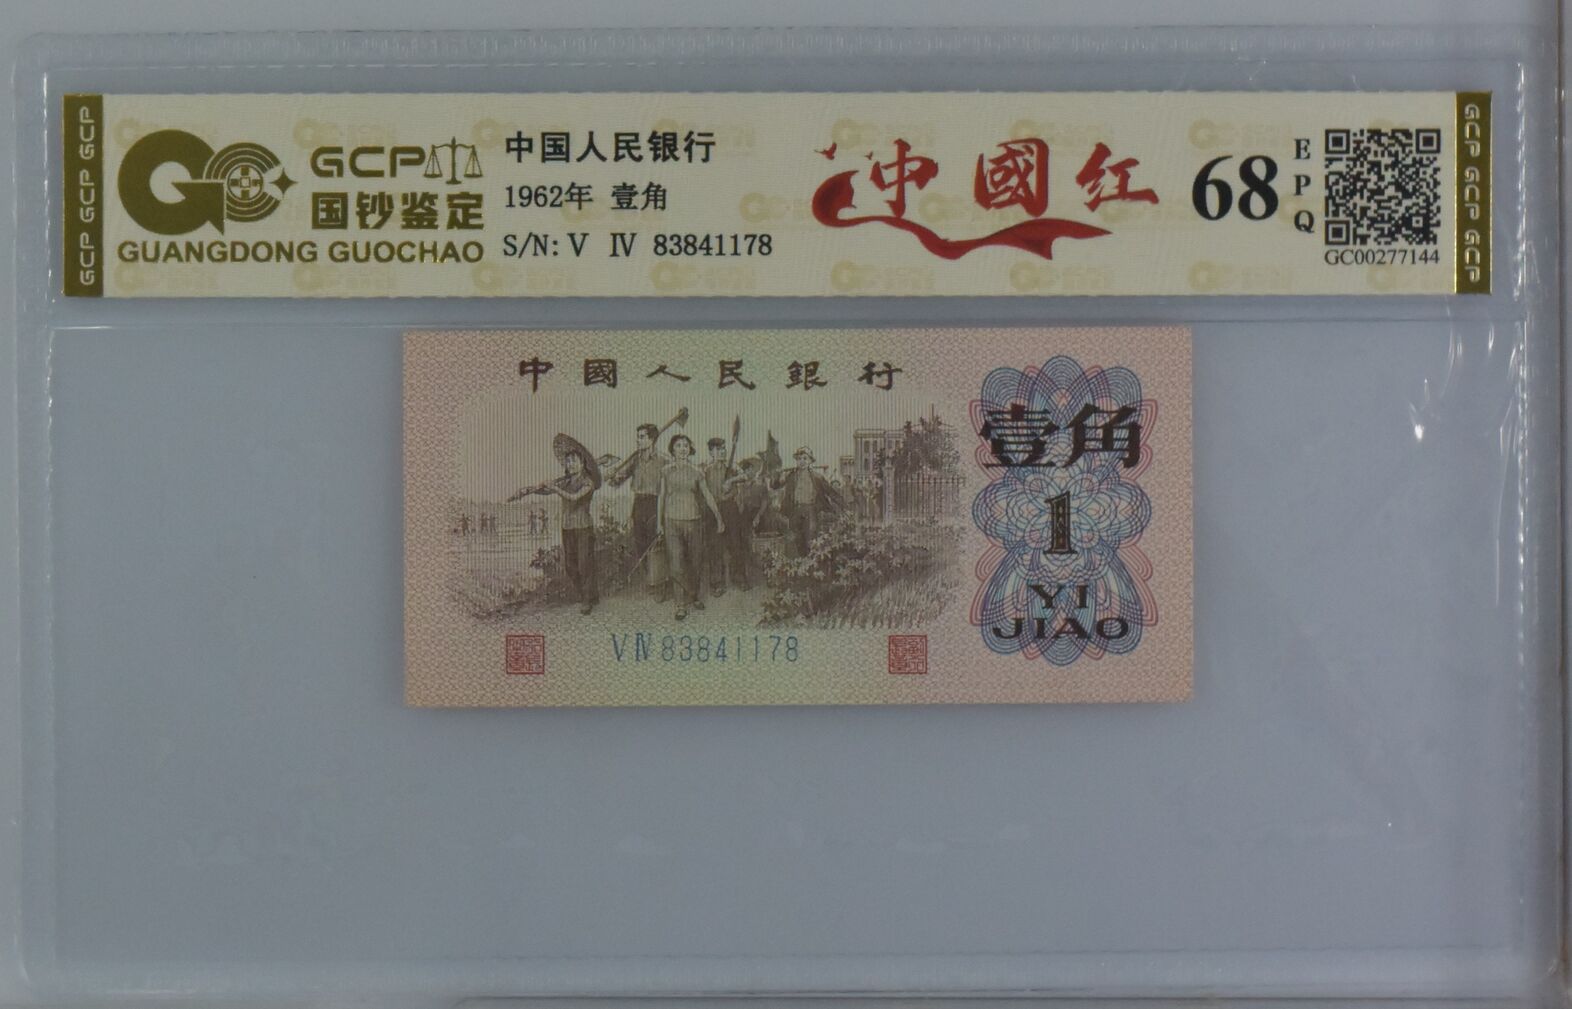 GCP GCP GCP
GCP
国钞鉴定
GUANGDONG GUOCHAO
中国人民银行
1962年 壹角
S/N: V IV 83841178
中國红
68
EPQ
GC00277144
GCP GCP GCP
中國人民銀行
壹角
1
YI
JIAO
V IV 83841178